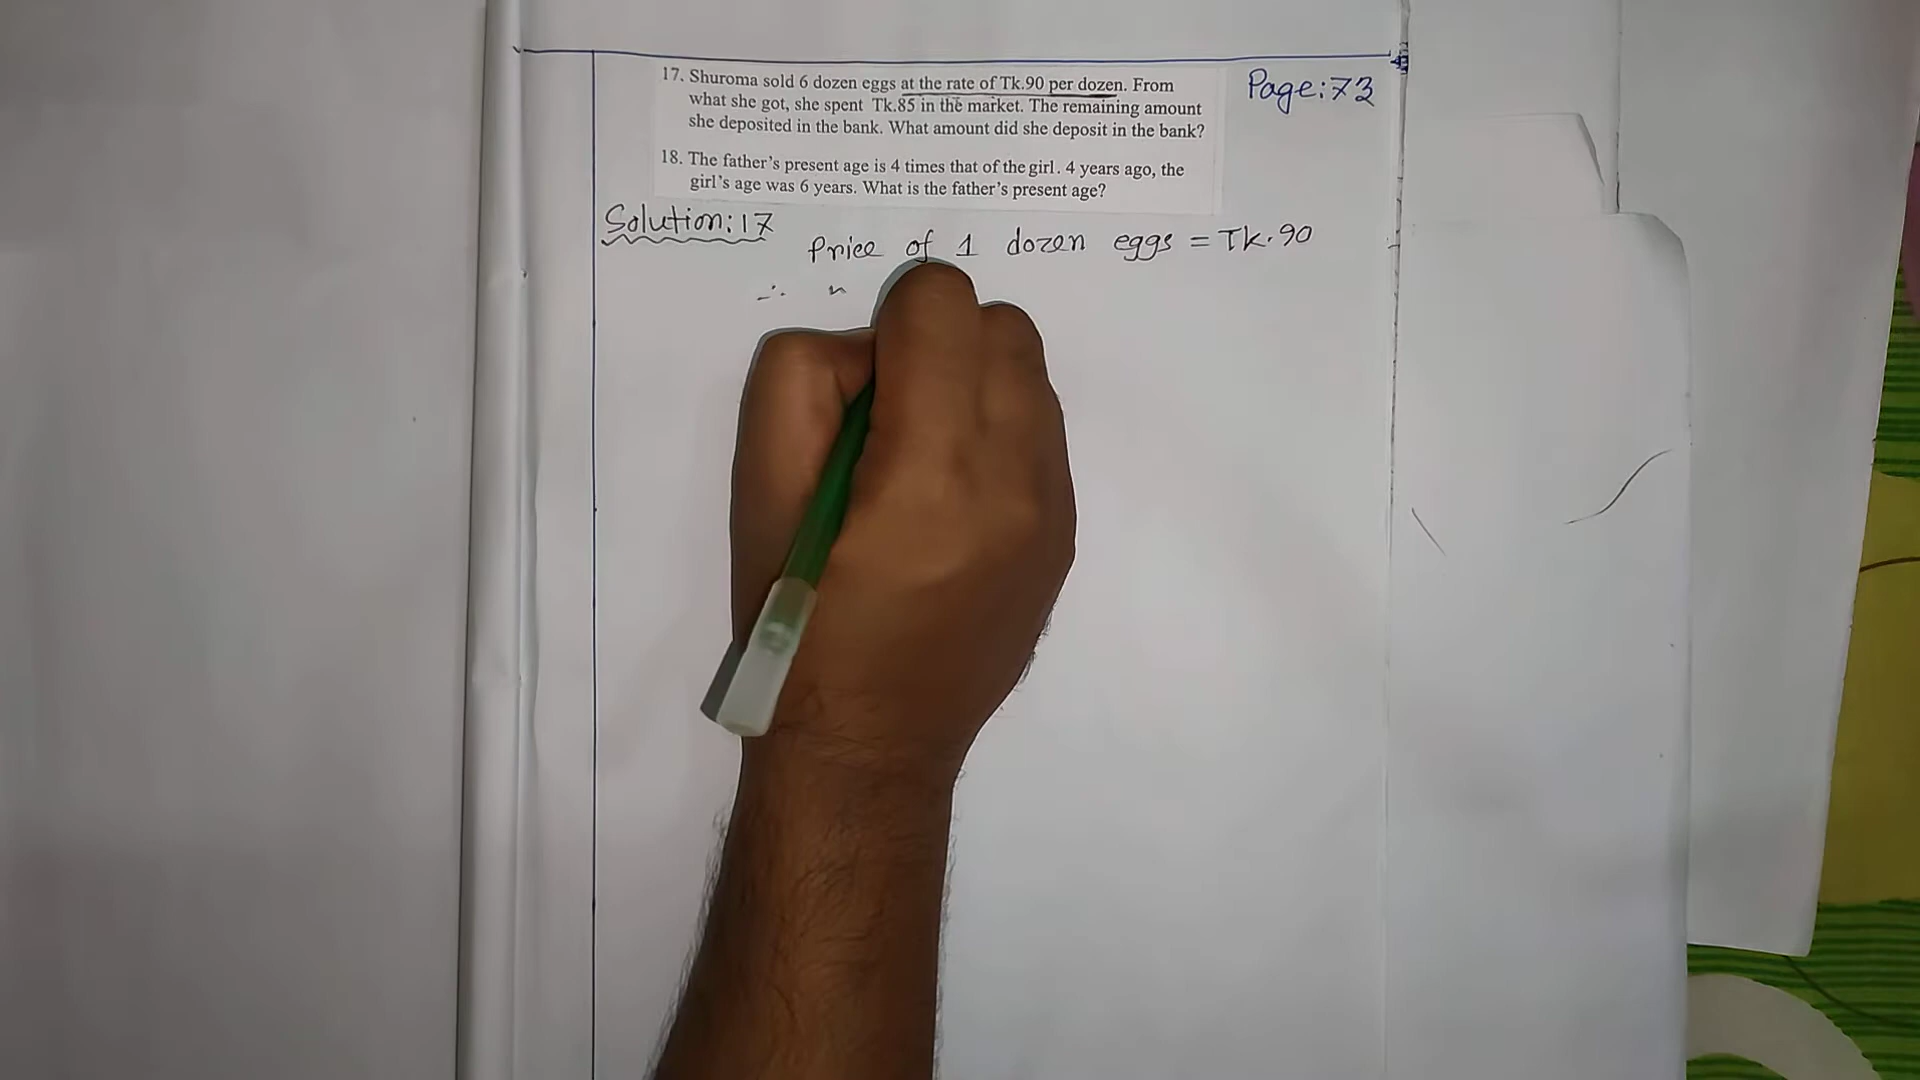 17. Shuroma sold 6 dozen eggs at the rate of Tk.90 per dozen. From
what she got, she spent Tk.85 in the market. The remaining amount
she deposited in the bank. What amount did she deposit in the bank?
Page:73
18. The father's present age is 4 times that of the girl. 4 years ago, the
girl's age was 6 years. What is the father's present age?
Solution:17
Price of 1 dozen eggs = Tk.90
∴ "